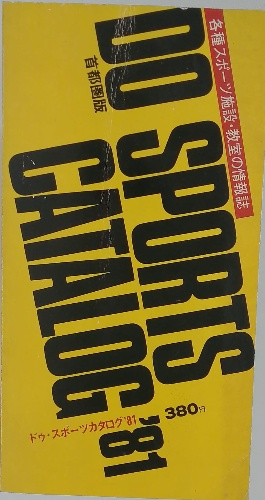 各種スポーツ施設・教室の情報誌
DO SPORTS
CATALOG '81
首都圏版
ドゥ・スポーツカタログ'81
380円